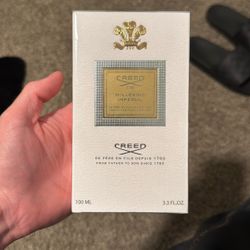 CREED
MILLESIME
IMPERIAL
CREED
DE PÈRE EN FILS DEPUIS 1760
FROM FATHER TO SON SINCE 1760
100 ML 3.3 FL.OZ.